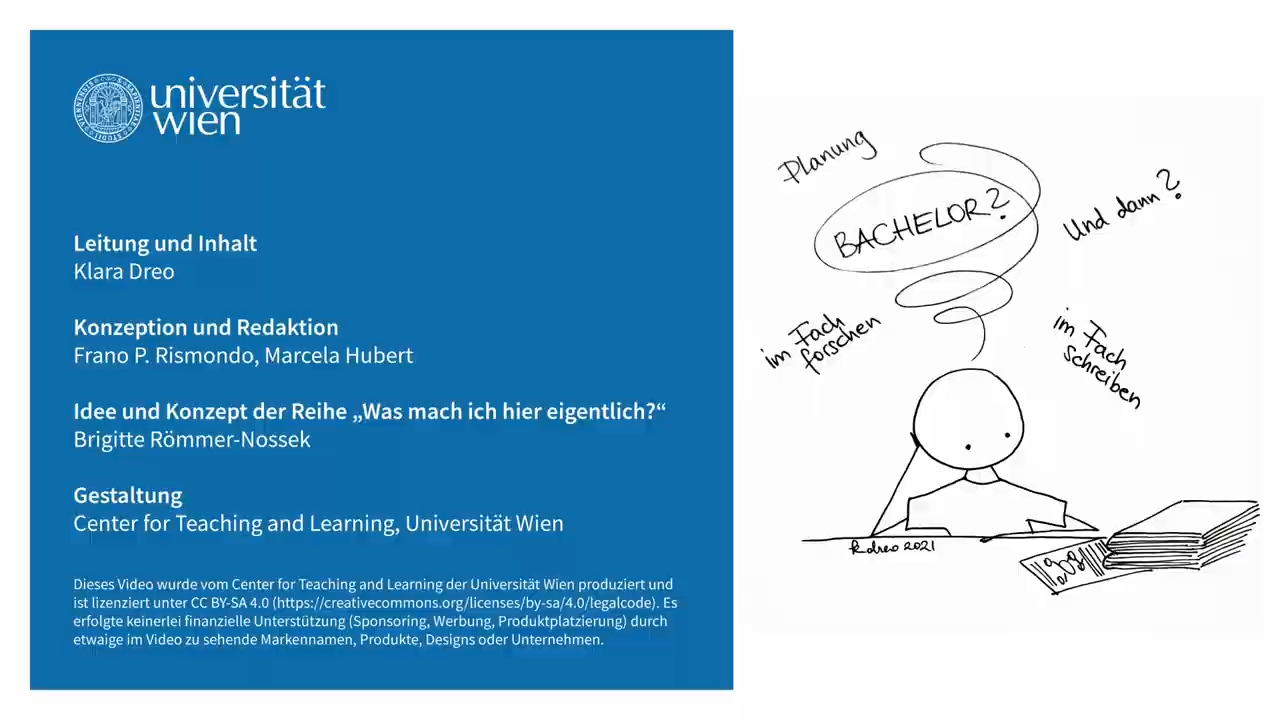 universität
wien
Leitung und Inhalt
Klara Dreo
Konzeption und Redaktion
Frano P. Rismondo, Marcela Hubert
Idee und Konzept der Reihe „Was mach ich hier eigentlich?“
Brigitte Römmer-Nossek
Gestaltung
Center for Teaching and Learning, Universität Wien
Dieses Video wurde vom Center for Teaching and Learning der Universität Wien produziert und
ist lizenziert unter CC BY-SA 4.0 (https://creativecommons.org/licenses/by-sa/4.0/legalcode). Es
erfolgte keinerlei finanzielle Unterstützung (Sponsoring, Werbung, Produktplatzierung) durch
etwaige im Video zu sehende Markennamen, Produkte, Designs oder Unternehmen.
Planung
BACHELOR?
Und dann?
im Fach
forschen
im Fach
schreiben
kdreo 2021